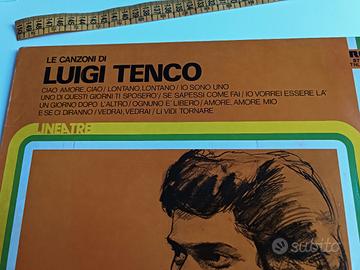 LE CANZONI DI
LUIGI TENCO
CIAO AMORE, CIAO / LONTANO, LONTANO / IO SONO UNO
UNO DI QUESTI GIORNI TI SPOSERO' / SE SAPESSI COME FAI / IO VORREI ESSERE LA'
UN GIORNO DOPO L'ALTRO / OGNUNO E' LIBERO / AMORE, AMORE MIO
E SE CI DIRANNO / VEDRAI, VEDRAI / LI VIDI TORNARE
LINEATRE
subito